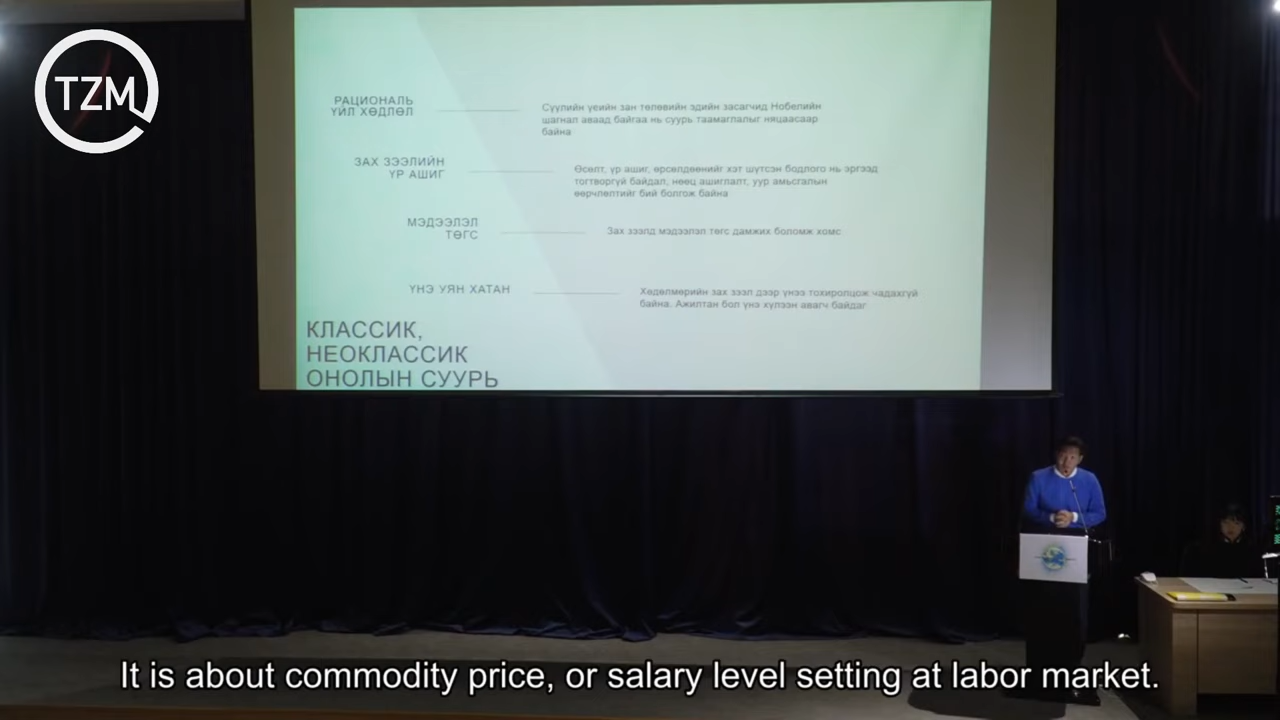 TZM
РАЦИОНАЛЬ
ҮЙЛ ХӨДЛӨЛ
Сүүлийн үеийн зан төлөвийн эдийн засагчид Нобелийн
шагнал аваад байгаа нь суурь таамаглалыг няцаасаар
байна
ЗАХ ЗЭЭЛИЙН
ҮР АШИГ
Өсөлт, үр ашиг, өрсөлдөөнийг хэт шүтсэн бодлого нь эргээд
тогтворгүй байдал, нөөц ашиглалт, уур амьсгалын
өөрчлөлтийг бий болгож байна
МЭДЭЭЛЭЛ
ТӨГС
Зах зээлд мэдээлэл төгс дамжих боломж хомс
ҮНЭ УЯН ХАТАН
Хөдөлмөрийн зах зээл дээр үнээ тохиролцож чадахгүй
байна. Ажилтан бол үнэ хүлээн авагч байдаг
КЛАССИК,
НЕОКЛАССИК
ОНОЛЫН СУУРЬ
It is about commodity price, or salary level setting at labor market.